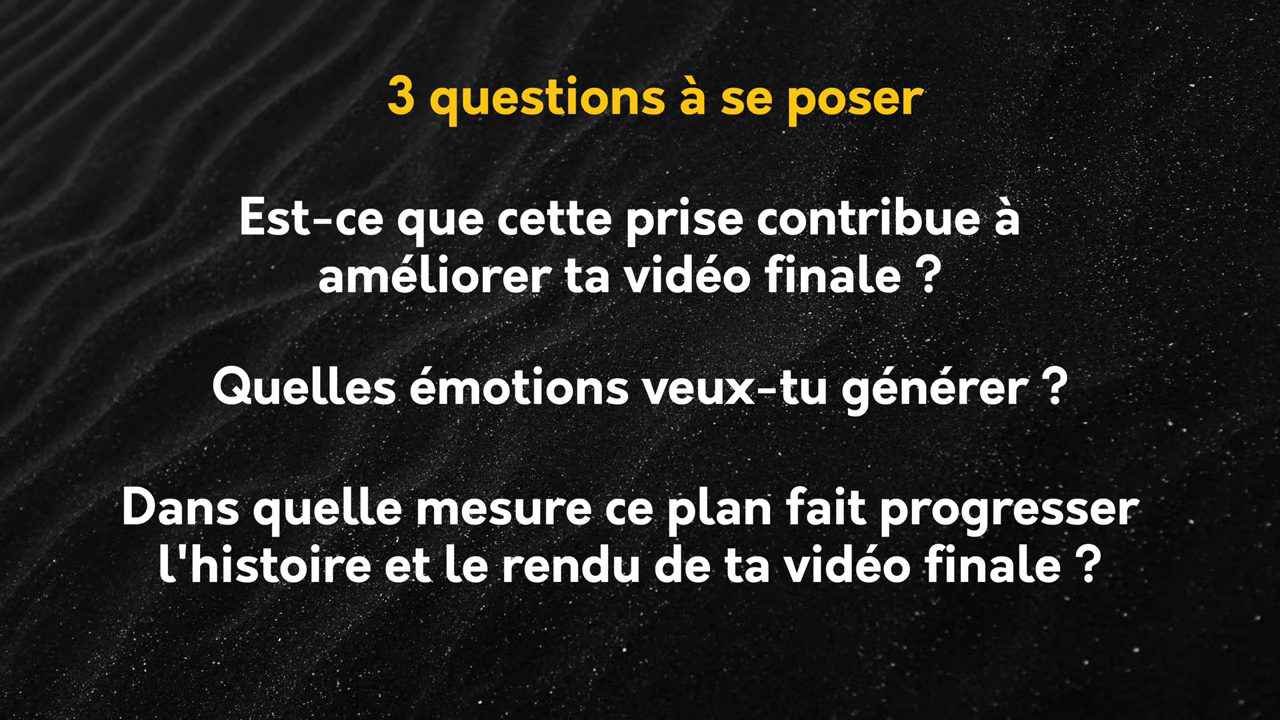 3 questions à se poser
Est-ce que cette prise contribue à
améliorer ta vidéo finale ?
Quelles émotions veux-tu générer ?
Dans quelle mesure ce plan fait progresser
l'histoire et le rendu de ta vidéo finale ?